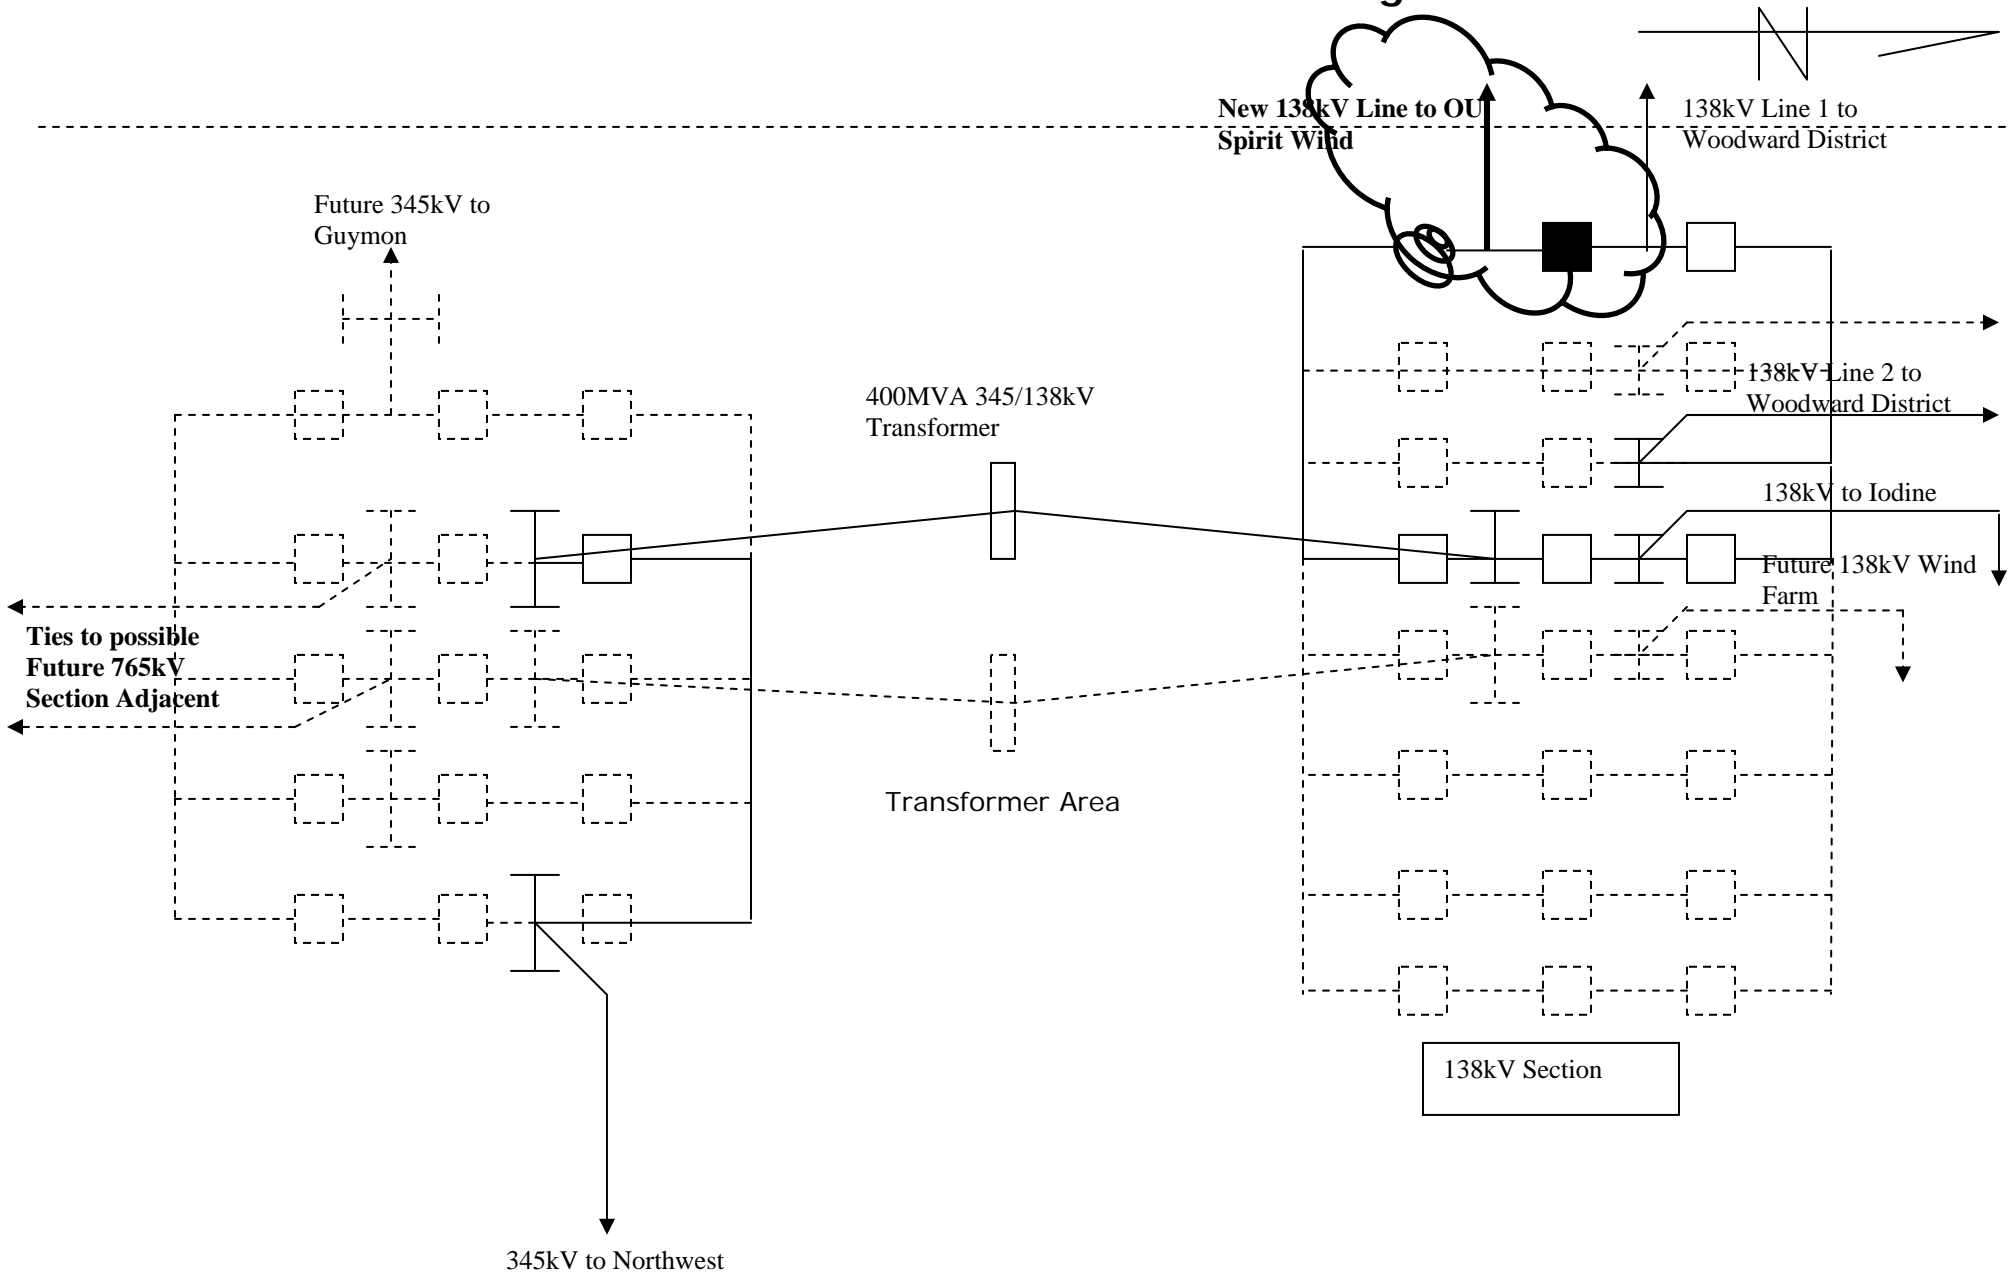 New 138kV Line to OU
Spirit Wind
138kV Line 1 to
Woodward District
Future 345kV to
Guymon
400MVA 345/138kV
Transformer
138kV Line 2 to
Woodward District
138kV to Iodine
Future 138kV Wind
Farm
Ties to possible
Future 765kV
Section Adjacent
Transformer Area
138kV Section
345kV to Northwest